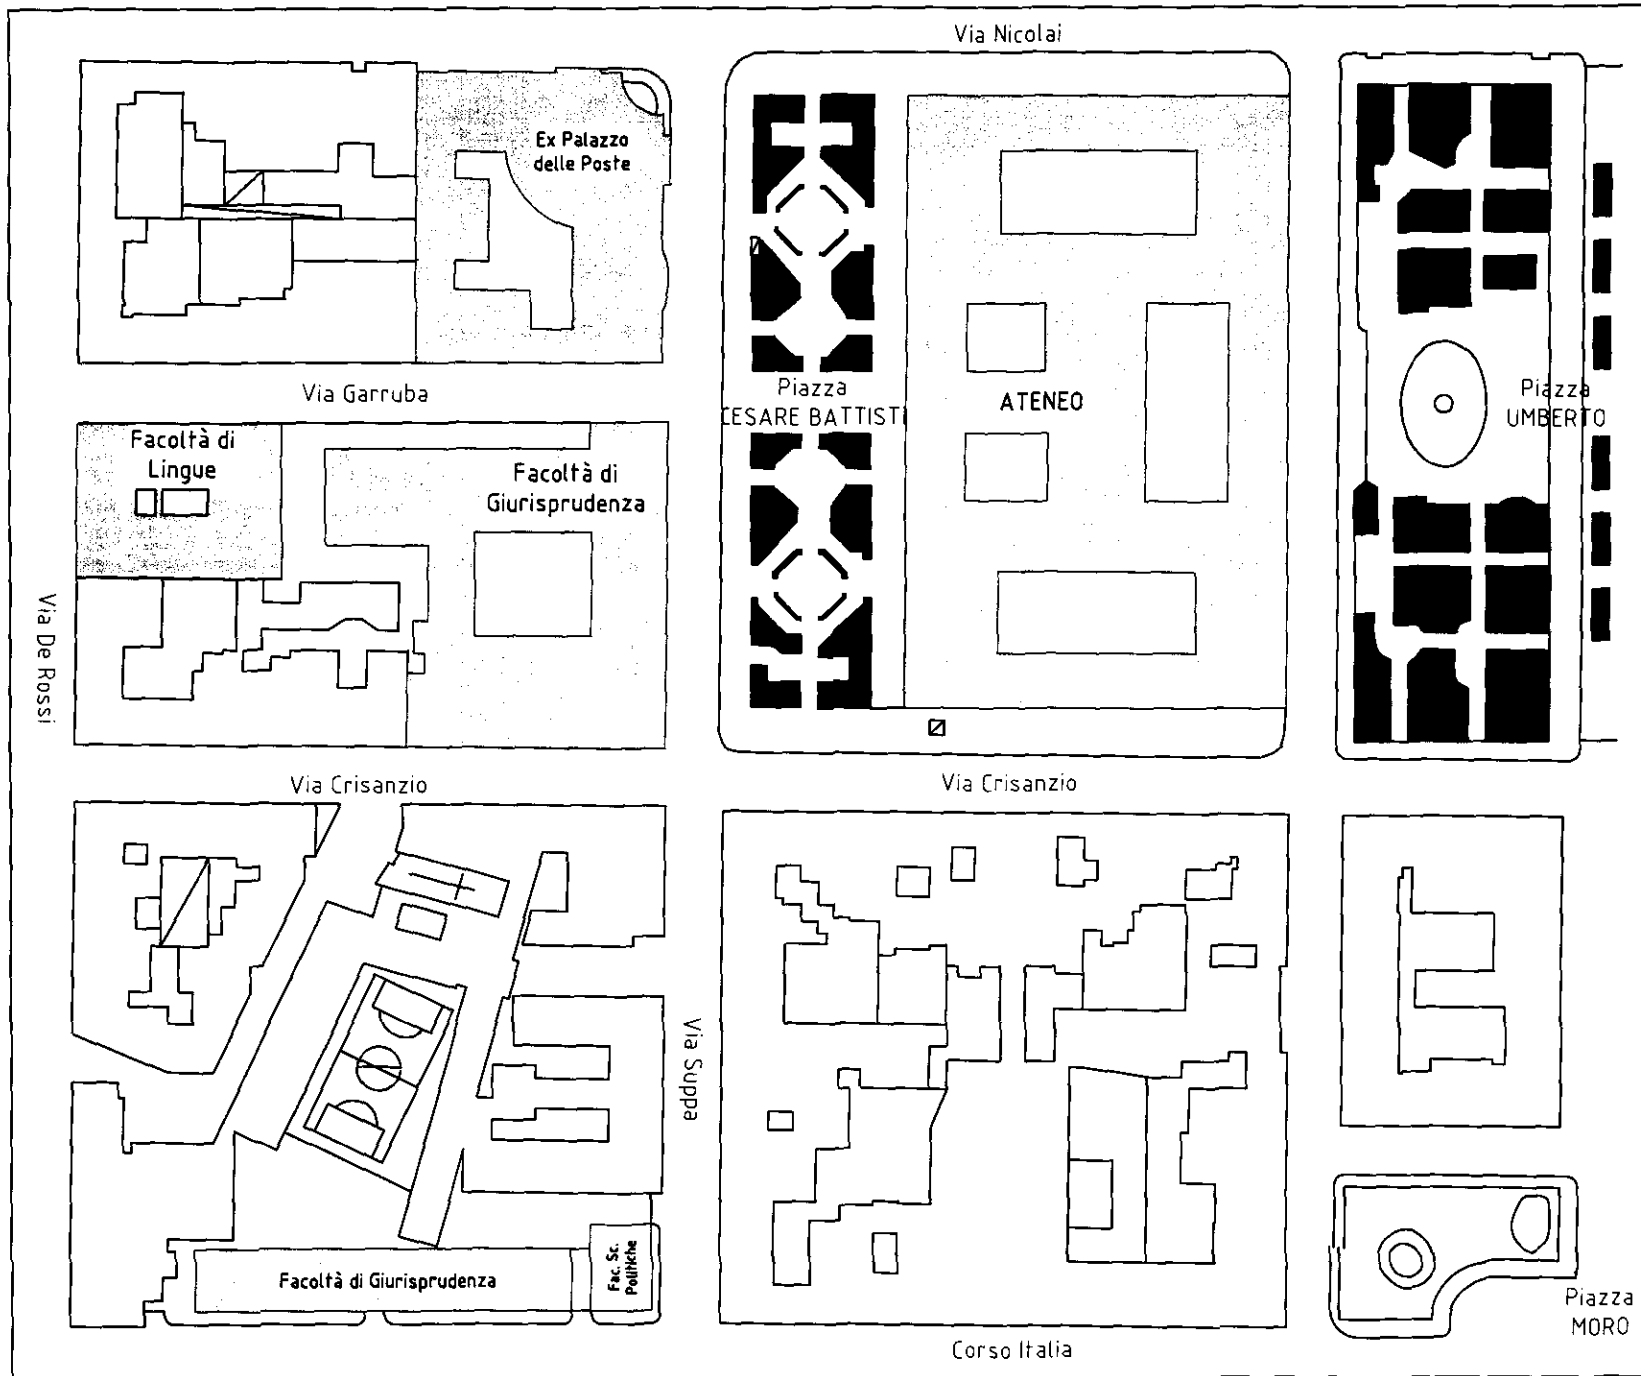 Via Nicolai
Ex Palazzo
delle Poste
Via Garruba
Piazza
CESARE BATTISTI
ATENEO
Piazza
UMBERTO
Facoltà di
Lingue
Facoltà di
Giurisprudenza
Via De Rossi
Via Crisanzio
Via Crisanzio
Via Suppa
Facoltà di Giurisprudenza
Fac. Sc.
Politiche
Piazza
MORO
Corso Italia